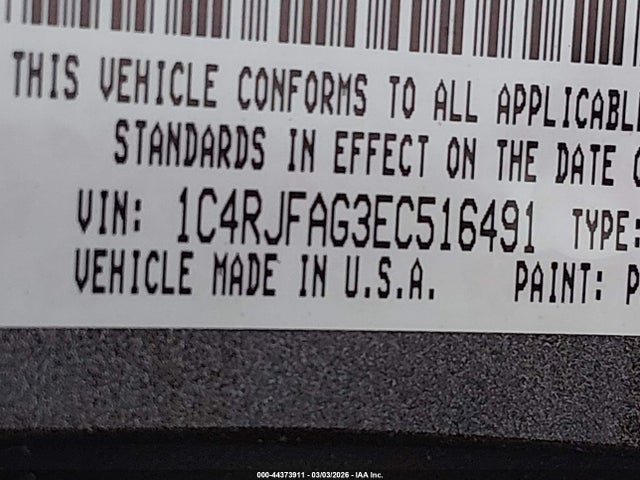 THIS VEHICLE CONFORMS TO ALL APPLICABLE
STANDARDS IN EFFECT ON THE DATE
VIN: 1C4RJFAG3EC516491 TYPE:
VEHICLE MADE IN U.S.A. PAINT: P
000-44373911 - 03/03/2026 - IAA Inc.